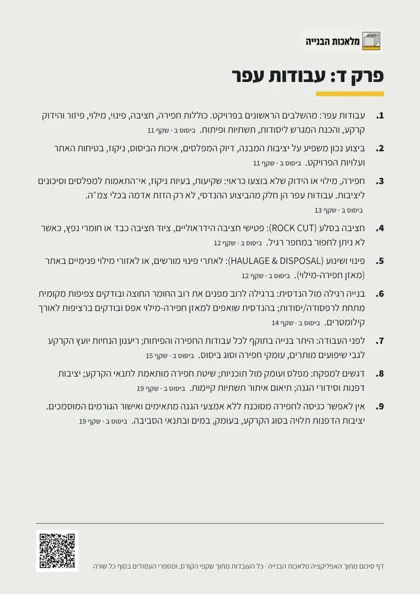 מלאכות הבנייה
פרק ד: עבודות עפר
1. עבודות עפר: מהשלבים הראשונים בפרויקט. כוללות חפירה, חציבה, פינוי, מילוי, פיזור והידוק
קרקע, והכנת המגרש ליסודות, תשתיות ופיתוח. ביסוס ב · שקף 11
2. ביצוע נכון משפיע על יציבות המבנה, דיוק המפלסים, איכות הביסוס, ניקוז, בטיחות האתר
ועלויות הפרויקט. ביסוס ב · שקף 11
3. חפירה, מילוי או הידוק שלא בוצעו כראוי: שקיעות, בעיות ניקוז, אי־התאמות למפלסים וסיכונים
ליציבות. עבודות עפר הן חלק מהביצוע ההנדסי, לא רק הזזת אדמה בכלי צמ״ה.
ביסוס ב · שקף 13
4. חציבה בסלע (ROCK CUT): פטישי חציבה הידראוליים, ציוד חציבה כבד או חומרי נפץ, כאשר
לא ניתן לחפור במחפר רגיל. ביסוס ב · שקף 12
5. פינוי ושינוע (HAULAGE & DISPOSAL): לאתרי פינוי מורשים, או לאזורי מילוי פנימיים באתר
(מאזן חפירה-מילוי). ביסוס ב · שקף 12
6. בנייה רגילה מול הנדסית: ברגילה לרוב מפנים את רוב החומר החוצה ובודקים צפיפות מקומית
מתחת לרפסודה/יסודות; בהנדסית שואפים למאזן חפירה-מילוי אפס ובודקים ברציפות לאורך
קילומטרים. ביסוס ב · שקף 14
7. לפני העבודה: היתר בנייה בתוקף לכל עבודות החפירה והפיתוח; ריענון הנחיות יועץ הקרקע
לגבי שיפועים מותרים, עומקי חפירה וסוג ביסוס. ביסוס ב · שקף 15
8. דגשים למפקח: מפלס ועומק מול תוכניות; שיטת חפירה מותאמת לתנאי הקרקע; יציבות
דפנות וסידורי הגנה; תיאום איתור תשתיות קיימות. ביסוס ב · שקף 19
9. אין לאפשר כניסה לחפירה מסוכנת ללא אמצעי הגנה מתאימים ואישור הגורמים המוסמכים.
יציבות הדפנות תלויה בסוג הקרקע, בעומק, במים ובתנאי הסביבה. ביסוס ב · שקף 19
דף סיכום מתוך האפליקציה מלאכות הבנייה · כל העובדות מתוך שקפי הקורס, ומספרי העמודים בסוף כל שורה